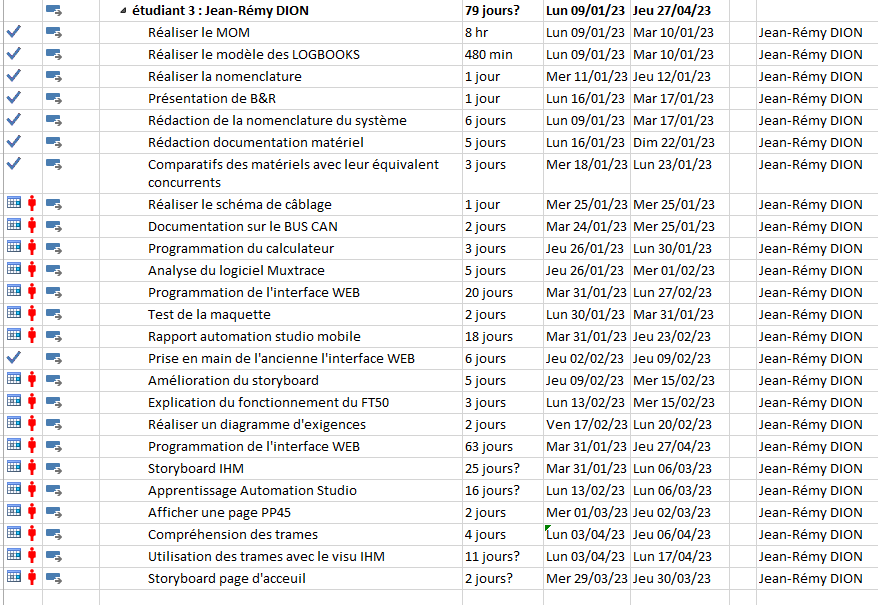 étudiant 3 : Jean-Rémy DION 79 jours? Lun 09/01/23 Jeu 27/04/23
Réaliser le MOM 8 hr Lun 09/01/23 Mar 10/01/23 Jean-Rémy DION
Réaliser le modèle des LOGBOOKS 480 min Lun 09/01/23 Mar 10/01/23 Jean-Rémy DION
Réaliser la nomenclature 1 jour Mer 11/01/23 Jeu 12/01/23 Jean-Rémy DION
Présentation de B&R 1 jour Lun 16/01/23 Mar 17/01/23 Jean-Rémy DION
Rédaction de la nomenclature du système 6 jours Lun 09/01/23 Mar 17/01/23 Jean-Rémy DION
Rédaction documentation matériel 5 jours Lun 16/01/23 Dim 22/01/23 Jean-Rémy DION
Comparatifs des matériels avec leur équivalent 3 jours Mer 18/01/23 Lun 23/01/23 Jean-Rémy DION
concurrents
Réaliser le schéma de câblage 1 jour Mer 25/01/23 Mer 25/01/23 Jean-Rémy DION
Documentation sur le BUS CAN 2 jours Mar 24/01/23 Mer 25/01/23 Jean-Rémy DION
Programmation du calculateur 3 jours Jeu 26/01/23 Lun 30/01/23 Jean-Rémy DION
Analyse du logiciel Muxtrace 5 jours Jeu 26/01/23 Mer 01/02/23 Jean-Rémy DION
Programmation de l'interface WEB 20 jours Mar 31/01/23 Lun 27/02/23 Jean-Rémy DION
Test de la maquette 2 jours Lun 30/01/23 Mar 31/01/23 Jean-Rémy DION
Rapport automation studio mobile 18 jours Mar 31/01/23 Jeu 23/02/23 Jean-Rémy DION
Prise en main de l'ancienne l'interface WEB 6 jours Jeu 02/02/23 Jeu 09/02/23 Jean-Rémy DION
Amélioration du storyboard 5 jours Jeu 09/02/23 Mer 15/02/23 Jean-Rémy DION
Explication du fonctionnement du FT50 3 jours Lun 13/02/23 Mer 15/02/23 Jean-Rémy DION
Réaliser un diagramme d'exigences 2 jours Ven 17/02/23 Lun 20/02/23 Jean-Rémy DION
Programmation de l'interface WEB 63 jours Mar 31/01/23 Jeu 27/04/23 Jean-Rémy DION
Storyboard IHM 25 jours? Mar 31/01/23 Lun 06/03/23 Jean-Rémy DION
Apprentissage Automation Studio 16 jours? Lun 13/02/23 Lun 06/03/23 Jean-Rémy DION
Afficher une page PP45 2 jours Mer 01/03/23 Jeu 02/03/23 Jean-Rémy DION
Compréhension des trames 4 jours Lun 03/04/23 Jeu 06/04/23 Jean-Rémy DION
Utilisation des trames avec le visu IHM 11 jours? Lun 03/04/23 Lun 17/04/23 Jean-Rémy DION
Storyboard page d'acceuil 2 jours? Mer 29/03/23 Jeu 30/03/23 Jean-Rémy DION